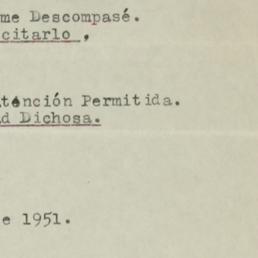 me Descompasé.
citarlo ,
tención Permitida.
d Dichosa.
e 1951.